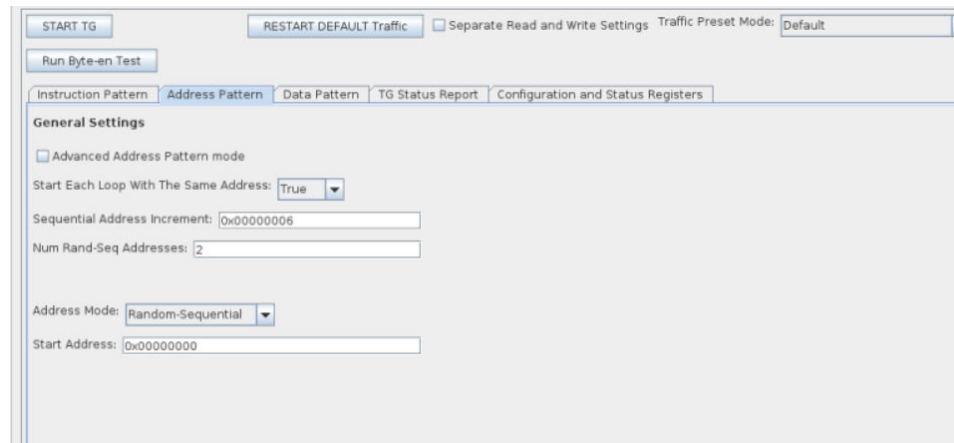 START TG RESTART DEFAULT Traffic Separate Read and Write Settings Traffic Preset Mode: Default
Run Byte-en Test
Instruction Pattern Address Pattern Data Pattern TG Status Report Configuration and Status Registers
General Settings
Advanced Address Pattern mode
Start Each Loop With The Same Address: True
Sequential Address Increment: 0x00000006
Num Rand-Seq Addresses: 2
Address Mode: Random-Sequential
Start Address: 0x00000000